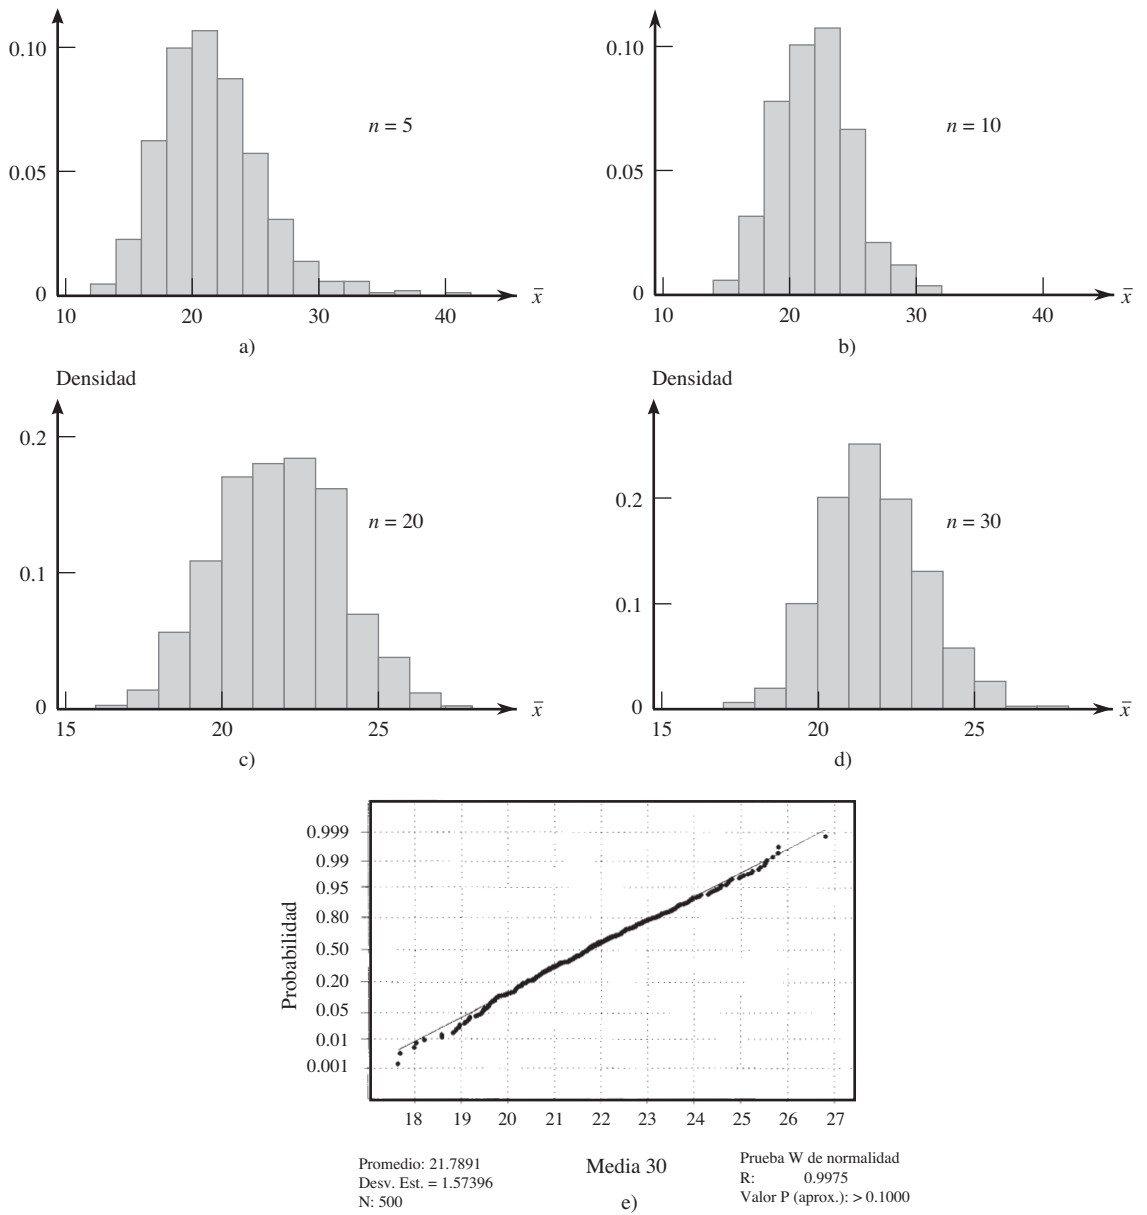 0.10
0.05
0
n = 5
10 20 30 40
x̄
a)
0.10
0.05
0
n = 10
10 20 30 40
x̄
b)
Densidad
0.2
0.1
0
n = 20
15 20 25
x̄
c)
Densidad
0.2
0.1
0
n = 30
15 20 25
x̄
d)
Probabilidad
0.999
0.99
0.95
0.80
0.50
0.20
0.05
0.01
0.001
18 19 20 21 22 23 24 25 26 27
Media 30
Promedio: 21.7891
Desv. Est. = 1.57396
N: 500
Prueba W de normalidad
R: 0.9975
Valor P (aprox.): > 0.1000
e)